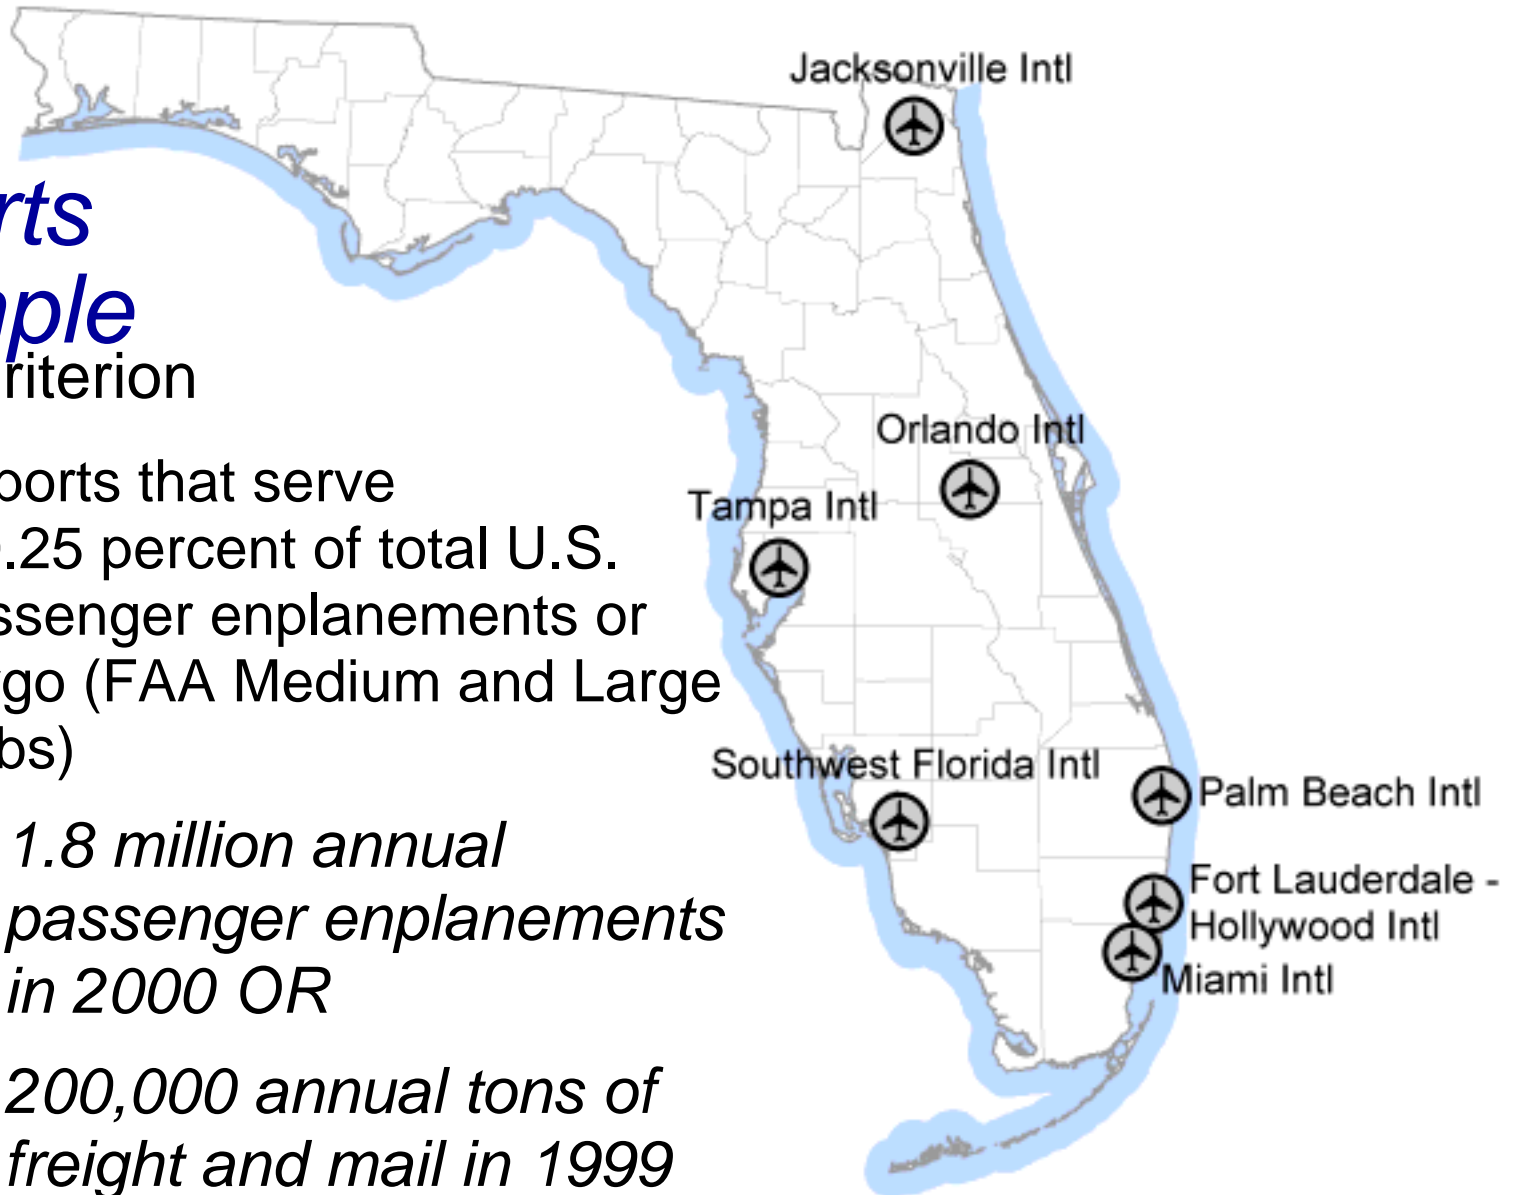 rts
nple
riterion
ports that serve
.25 percent of total U.S.
ssenger enplanements or
go (FAA Medium and Large
bs)
1.8 million annual
passenger enplanements
in 2000 OR
200,000 annual tons of
freight and mail in 1999
Jacksonville Intl
Orlando Intl
Tampa Intl
Southwest Florida Intl
Palm Beach Intl
Fort Lauderdale -
Hollywood Intl
Miami Intl